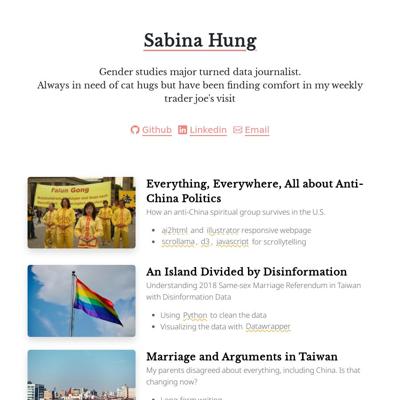 Sabina Hung
Gender studies major turned data journalist.
Always in need of cat hugs but have been finding comfort in my weekly
trader joe's visit
Github Linkedin Email
Falun Gong
Everything, Everywhere, All about Anti-
China Politics
How an anti-China spiritual group survives in the U.S.
ai2html and illustrator responsive webpage
scrollama, d3, javascript for scrollytelling
An Island Divided by Disinformation
Understanding 2018 Same-sex Marriage Referendum in Taiwan
with Disinformation Data
Using Python to clean the data
Visualizing the data with Datawrapper
Marriage and Arguments in Taiwan
My parents disagreed about everything, including China. Is that
changing now?
Long form writing